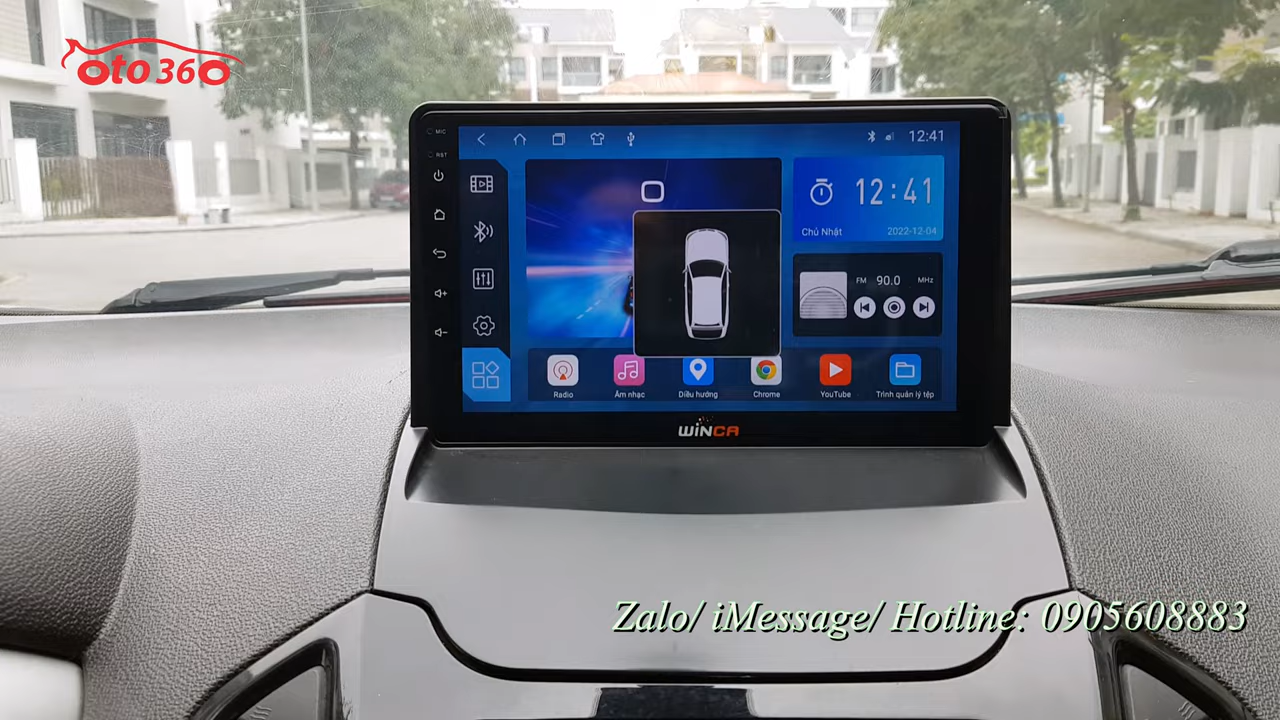 oto360
MIC
RST
12:41
12:41
Chủ Nhật
2022-12-04
FM 90.0 MHz
Radio
Âm nhạc
Điều hướng
Chrome
YouTube
Trình quản lý tệp
WINCA
Zalo/ iMessage/ Hotline: 0905608883